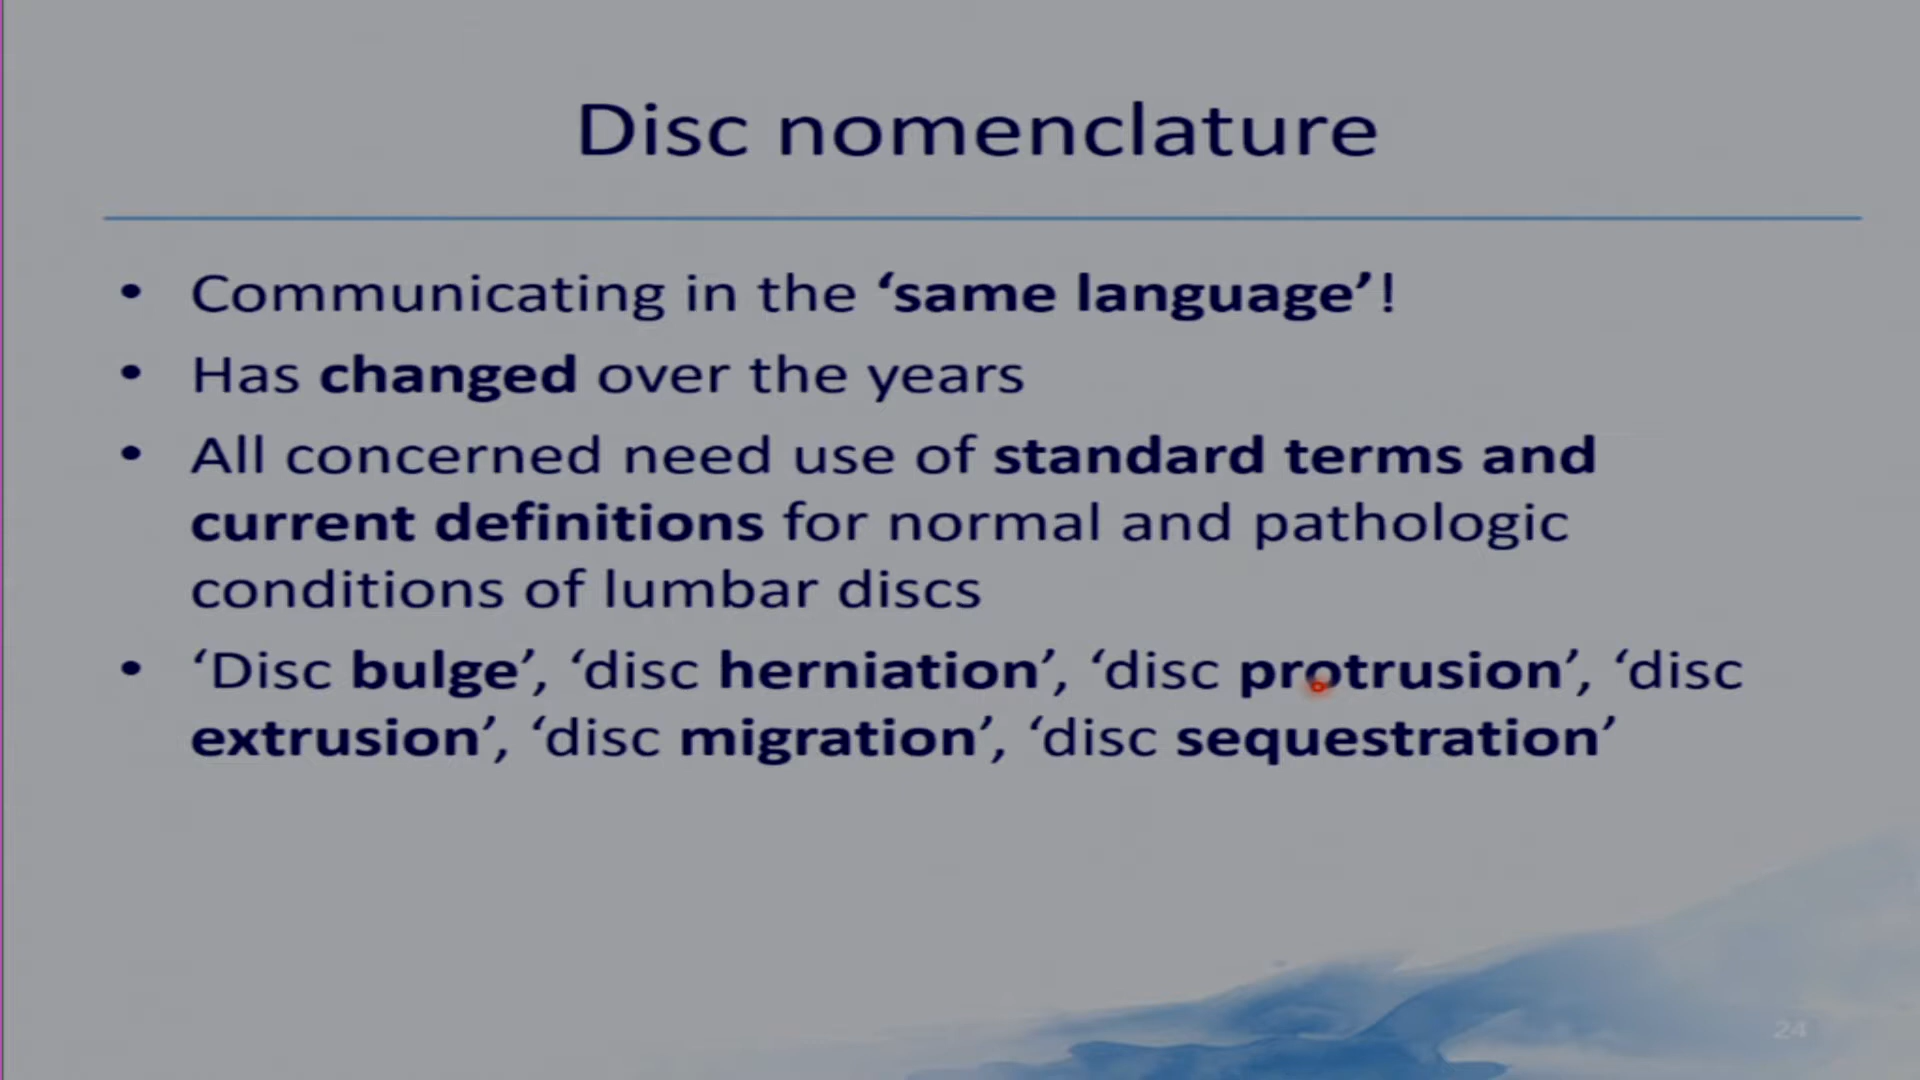 Disc nomenclature
• Communicating in the ‘same language’!
• Has changed over the years
• All concerned need use of standard terms and
current definitions for normal and pathologic
conditions of lumbar discs
• ‘Disc bulge’, ‘disc herniation’, ‘disc protrusion’, ‘disc
extrusion’, ‘disc migration’, ‘disc sequestration’
24